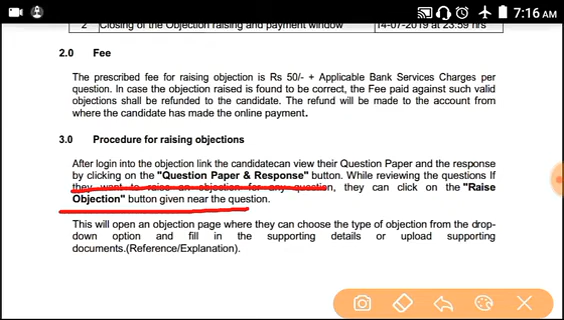 7:16 AM
2 Closing of the Objection raising and payment window 14-07-2019 at 23.59 hrs
2.0 Fee
The prescribed fee for raising objection is Rs 50/- + Applicable Bank Services Charges per
question. In case the objection raised is found to be correct, the Fee paid against such valid
objections shall be refunded to the candidate. The refund will be made to the account from
where the candidate has made the online payment.
3.0 Procedure for raising objections
After login into the objection link the candidatecan view their Question Paper and the response
by clicking on the "Question Paper & Response" button. While reviewing the questions If
they want to raise an objection for any question, they can click on the "Raise
Objection" button given near the question.
This will open an objection page where they can choose the type of objection from the drop-
down option and fill in the supporting details or upload supporting
documents.(Reference/Explanation).